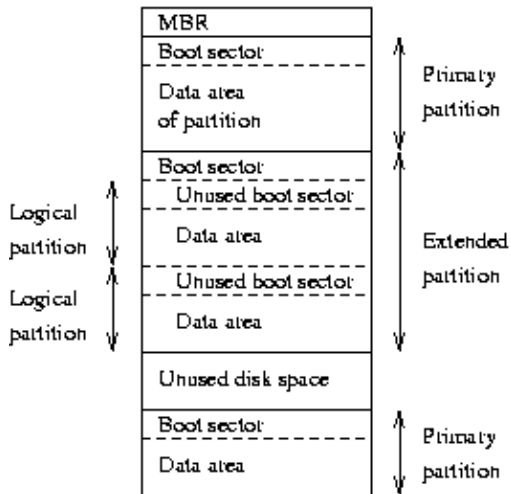 MBR
Boot sector
Data area
of partition
Primary
partition
Boot sector
Unused boot sector
Data area
Logical
partition
Unused boot sector
Data area
Logical
partition
Extended
partition
Unused disk space
Boot sector
Data area
Primary
partition